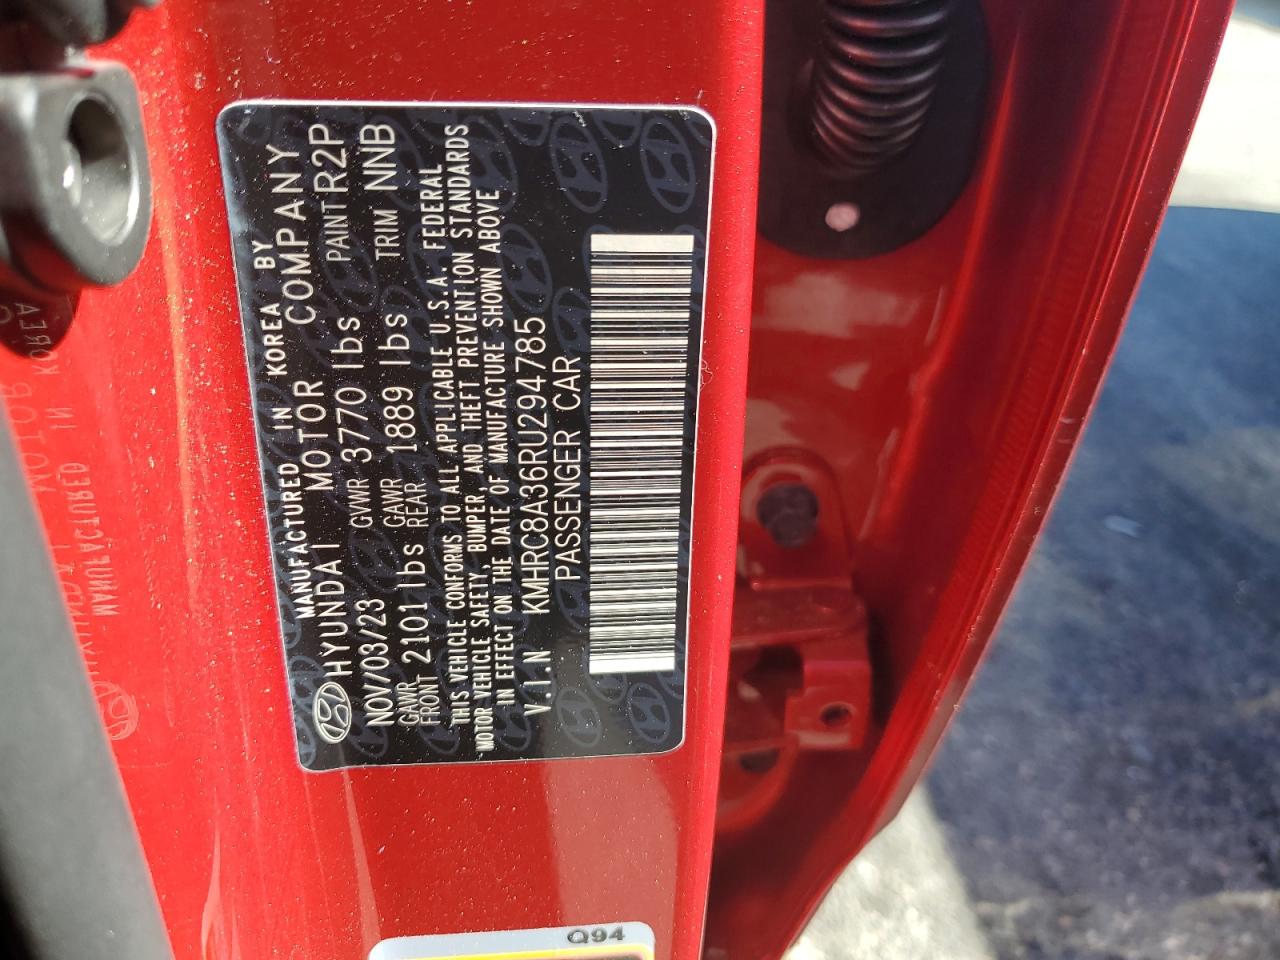 MANUFACTURED IN KOREA BY
HYUNDAI MOTOR COMPANY
NOV/03/23 GVWR 3770 lbs PAINT R2P
GAWR FRONT 2101 lbs GAWR REAR 1889 lbs TRIM NNB
THIS VEHICLE CONFORMS TO ALL APPLICABLE U.S.A. FEDERAL
MOTOR VEHICLE SAFETY, BUMPER, AND THEFT PREVENTION STANDARDS
IN EFFECT ON THE DATE OF MANUFACTURE SHOWN ABOVE
V.I.N KMHRC8A36RU294785
PASSENGER CAR
Q94